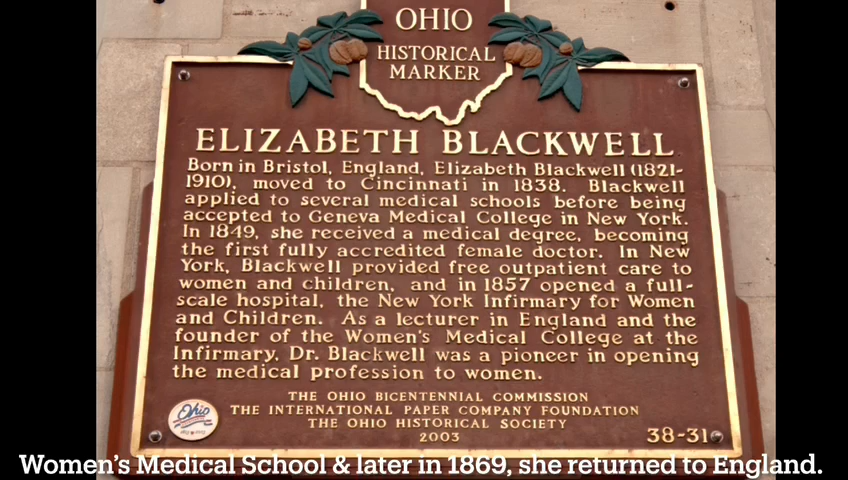 OHIO
HISTORICAL
MARKER
ELIZABETH BLACKWELL
Born in Bristol, England, Elizabeth Blackwell (1821-
1910), moved to Cincinnati in 1838. Blackwell
applied to several medical schools before being
accepted to Geneva Medical College in New York.
In 1849, she received a medical degree, becoming
the first fully accredited female doctor. In New
York, Blackwell provided free outpatient care to
women and children, and in 1857 opened a full-
scale hospital, the New York Infirmary for Women
and Children. As a lecturer in England and the
founder of the Women's Medical College at the
Infirmary, Dr. Blackwell was a pioneer in opening
the medical profession to women.
THE OHIO BICENTENNIAL COMMISSION
THE INTERNATIONAL PAPER COMPANY FOUNDATION
THE OHIO HISTORICAL SOCIETY
2003
38-31
Ohio
Women's Medical School & later in 1869, she returned to England.